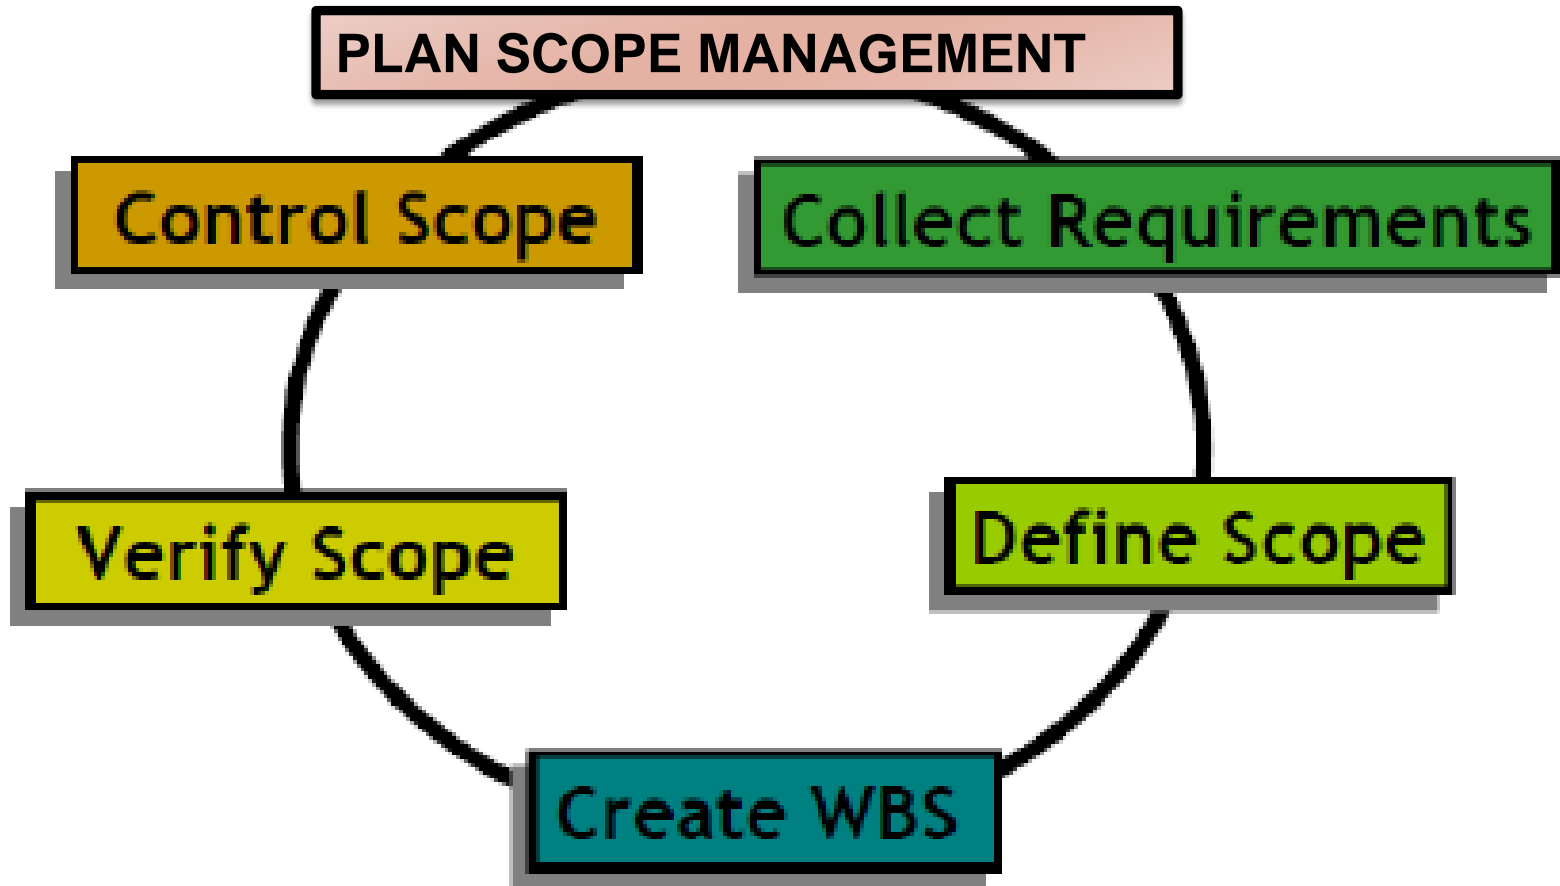 PLAN SCOPE MANAGEMENT
Control Scope
Collect Requirements
Verify Scope
Define Scope
Create WBS